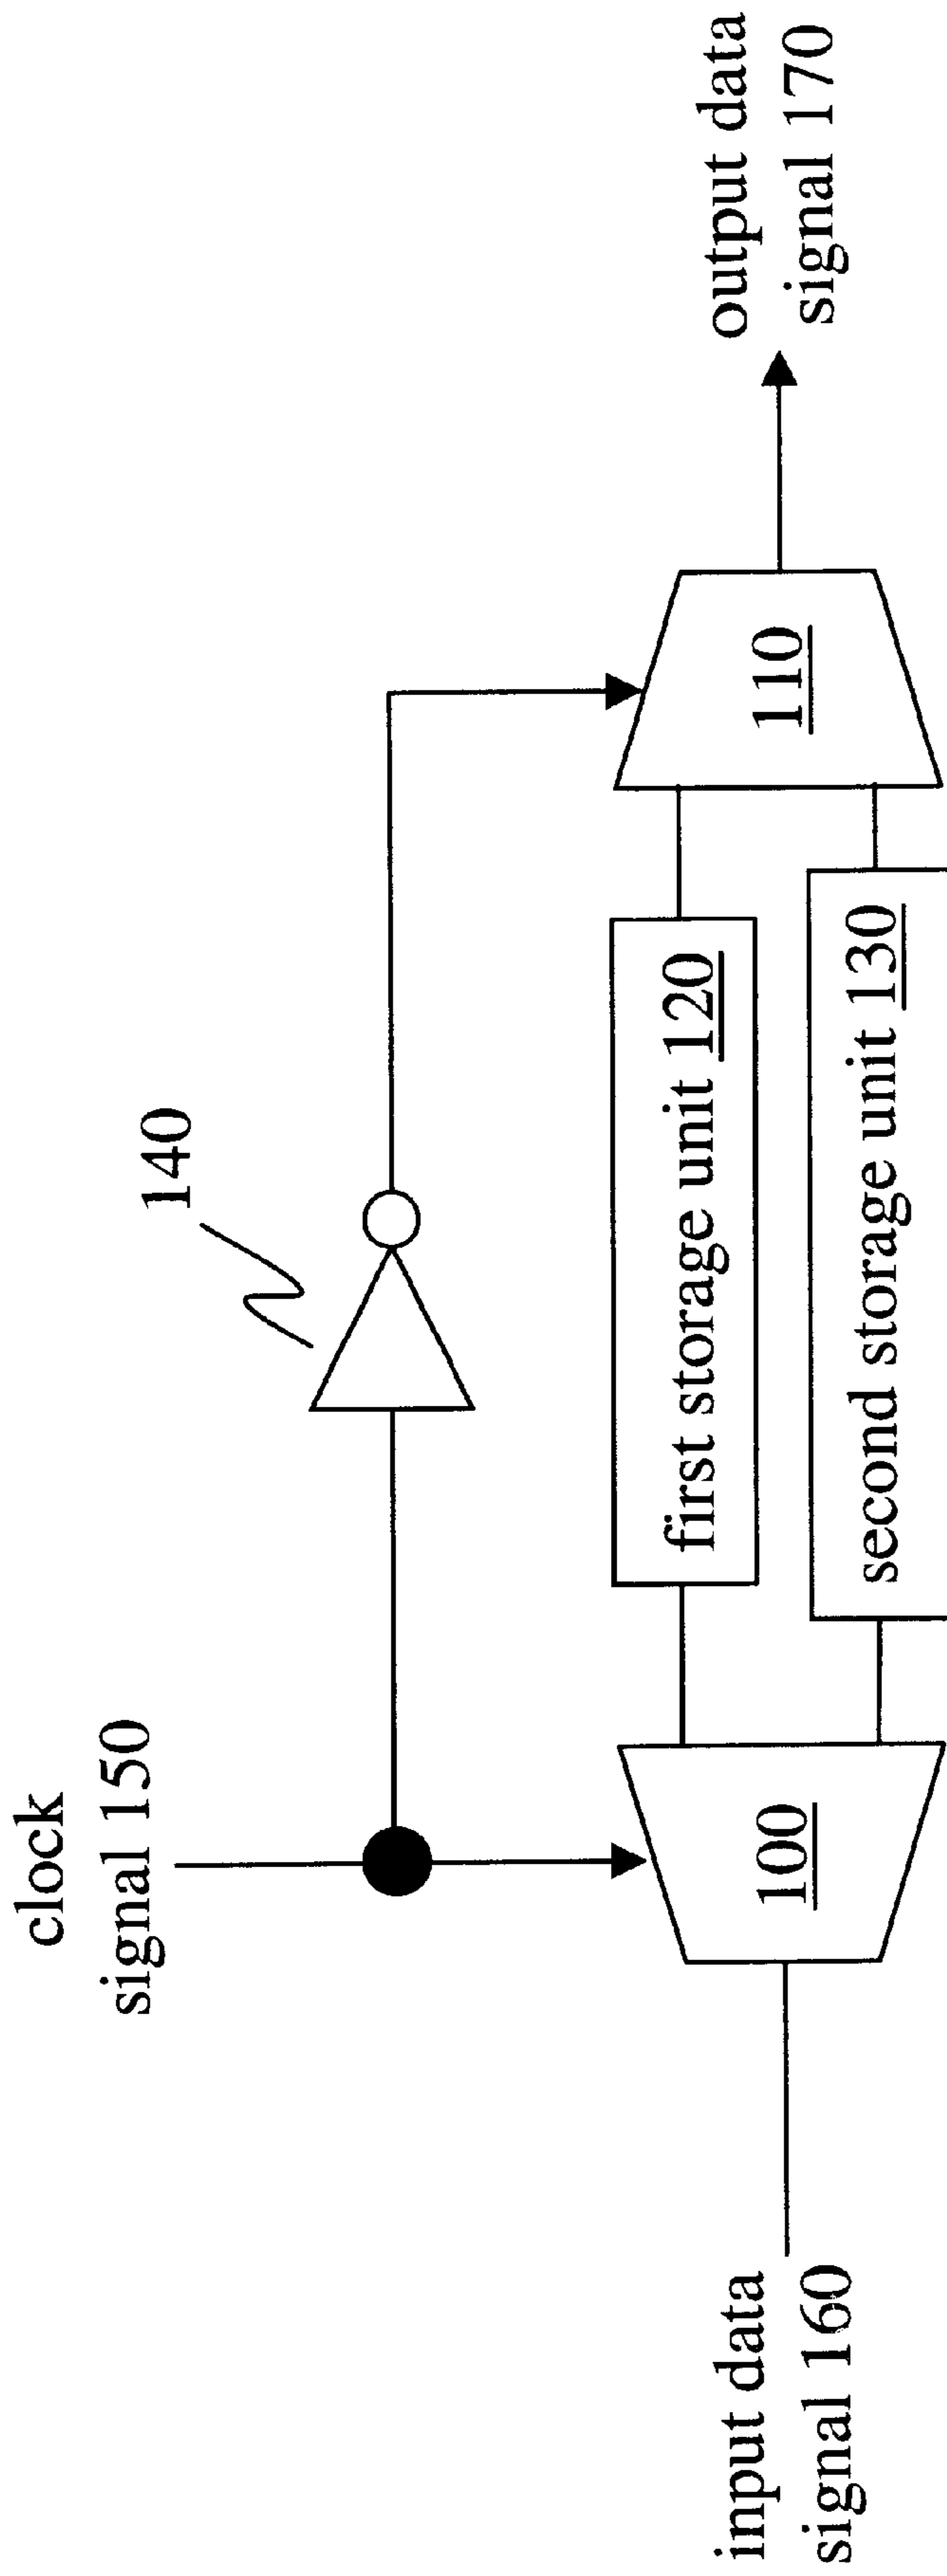 clock
signal 150
140
input data
signal 160
100
first storage unit 120
second storage unit 130
110
output data
signal 170